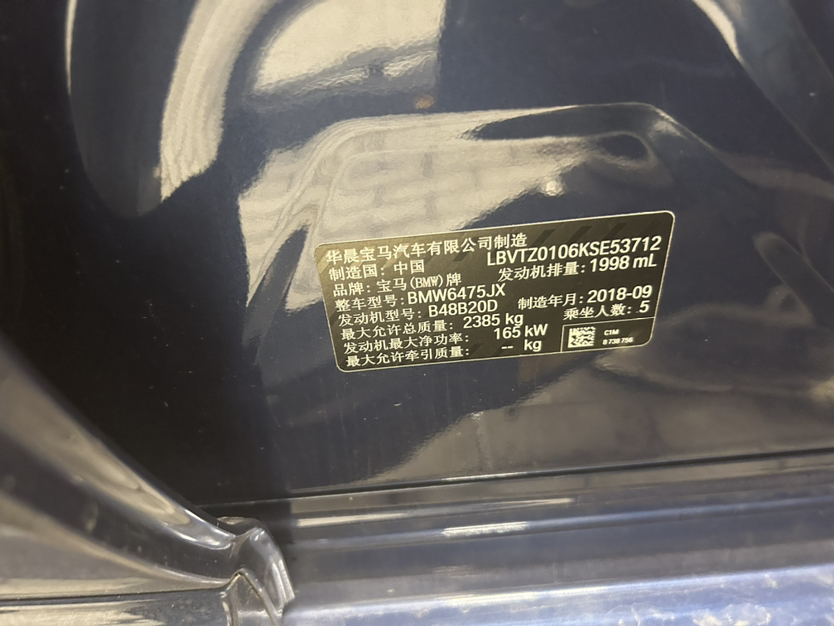 华晨宝马汽车有限公司制造
LBVTZ0106KSE53712
制造国: 中国
发动机排量: 1998 mL
品牌: 宝马(BMW)牌
整车型号: BMW6475JX
制造年月: 2018-09
发动机型号: B48B20D
乘坐人数: 5
最大允许总质量: 2385 kg
发动机最大净功率: 165 kW
最大允许牵引质量: -- kg
C1M
8 738 756